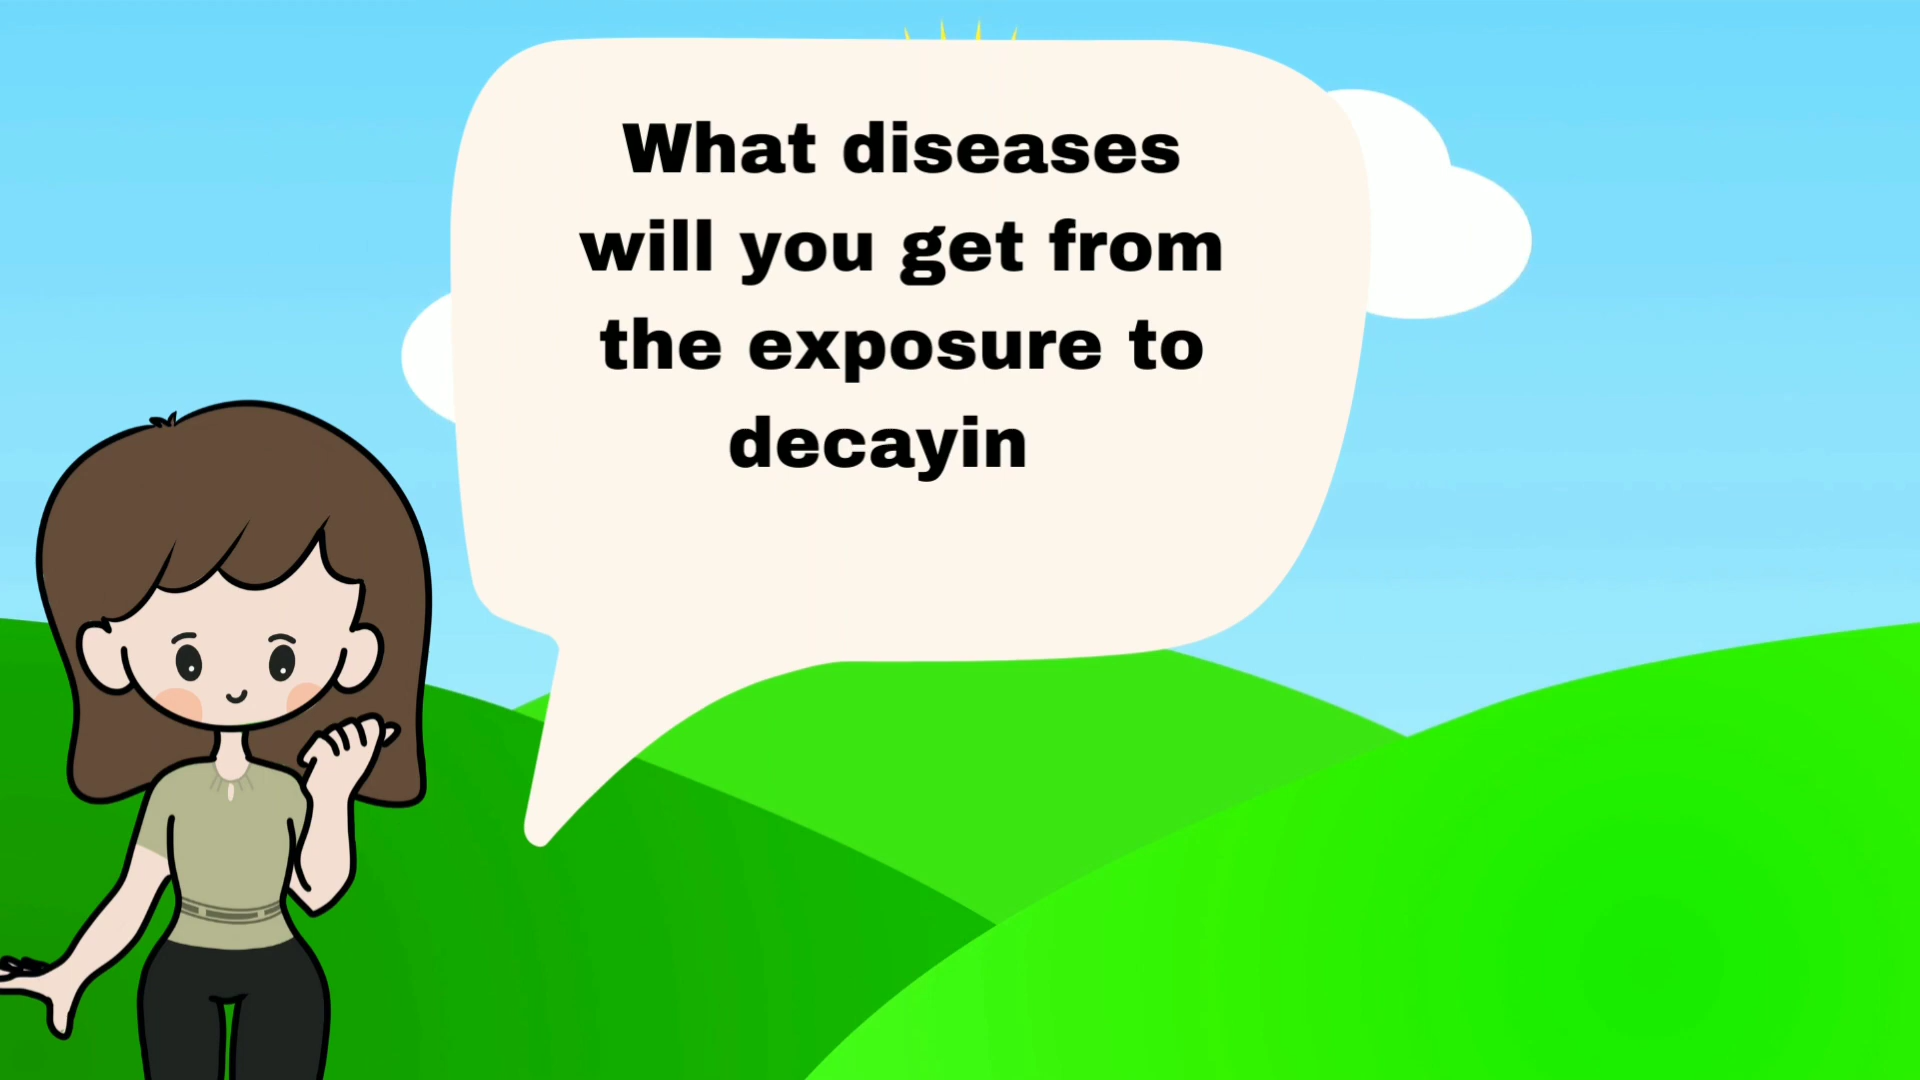 What diseases
will you get from
the exposure to
decayin